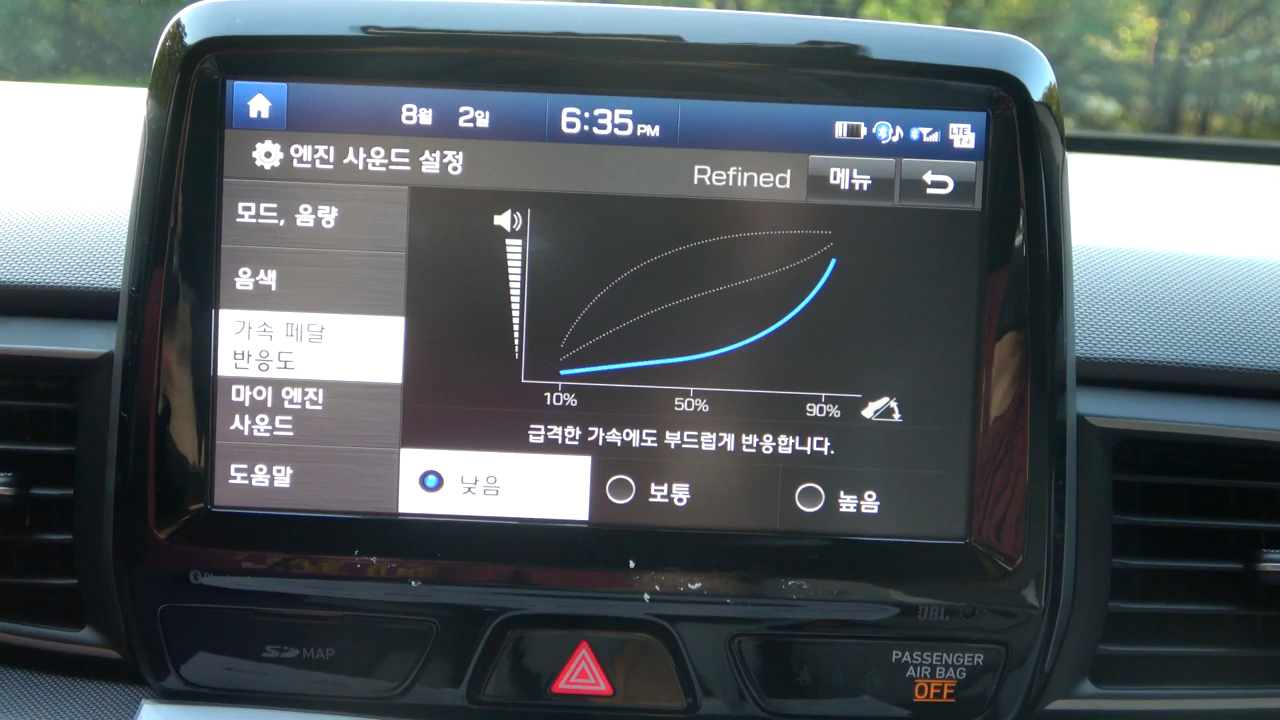 8월 2일 6:35 PM LTE
엔진 사운드 설정 Refined 메뉴
모드, 음량
음색
가속 페달
반응도
마이 엔진
사운드
도움말
10% 50% 90%
급격한 가속에도 부드럽게 반응합니다.
낮음 보통 높음
JBL
SD MAP
PASSENGER
AIR BAG
OFF